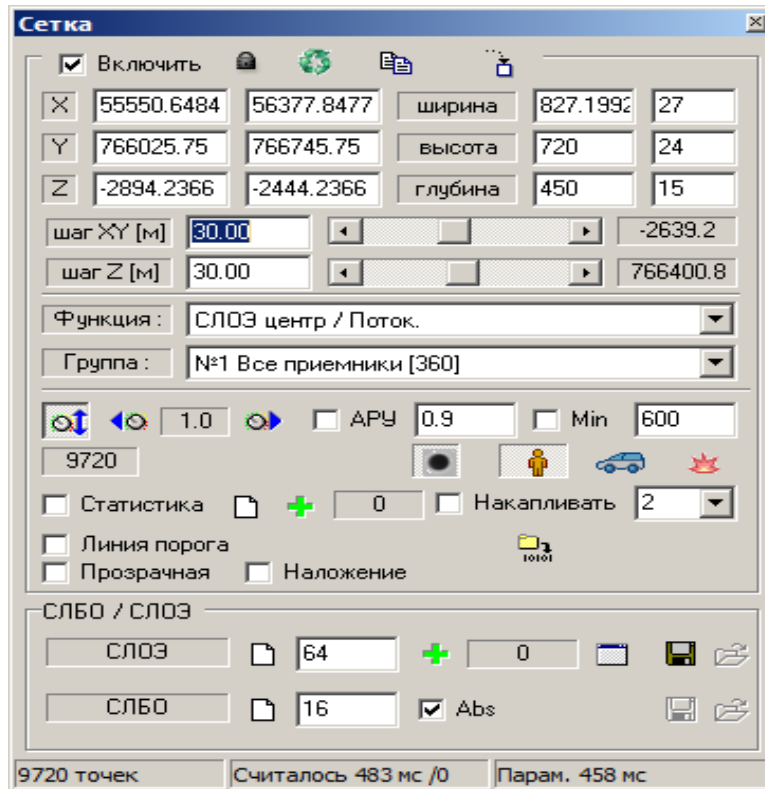 Сетка
Включить
X 55550.6484 56377.8477 ширина 827.1992 27
Y 766025.75 766745.75 высота 720 24
Z -2894.2366 -2444.2366 глубина 450 15
шаг XY [м] 30.00 -2639.2
шаг Z [м] 30.00 766400.8
Функция : СЛОЭ центр / Поток.
Группа : №1 Все приемники [360]
1.0 АРУ 0.9 Min 600
9720
Статистика 0 Накапливать 2
Линия порога
10101
Прозрачная Наложение
СЛБО / СЛОЭ
СЛОЭ 64 0
СЛБО 16 Abs
9720 точек Считалось 483 мс /0 Парам. 458 мс